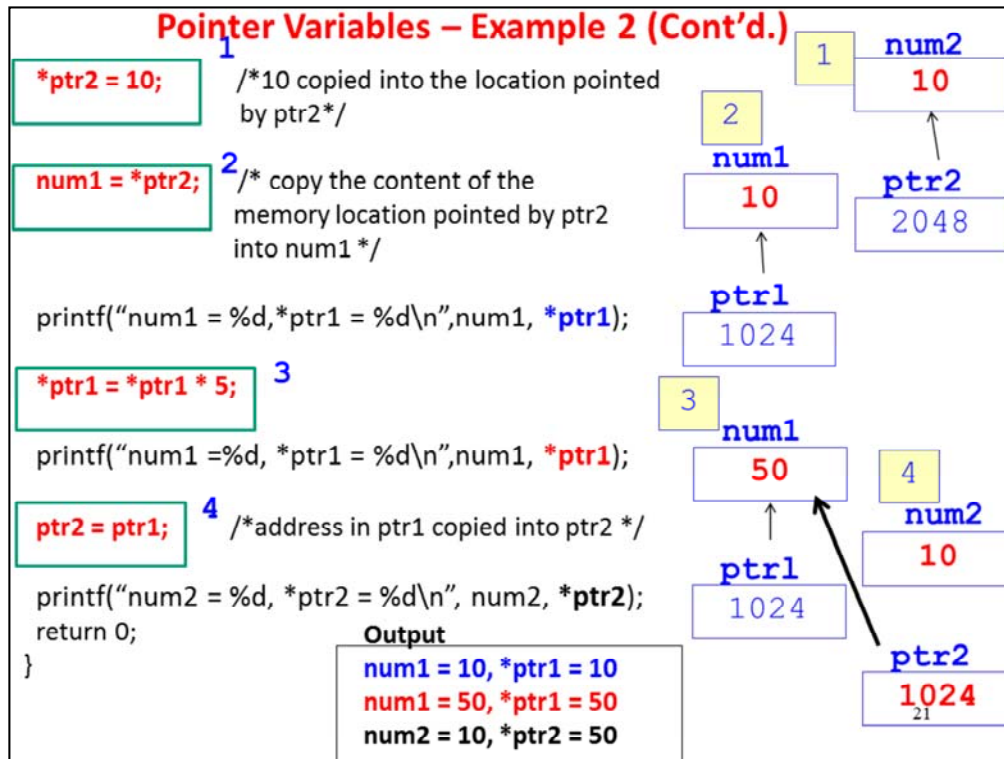 Pointer Variables – Example 2 (Cont'd.)
1
*ptr2 = 10;
/*10 copied into the location pointed
by ptr2*/
2
num1 = *ptr2;
/* copy the content of the
memory location pointed by ptr2
into num1 */
printf(“num1 = %d,*ptr1 = %d\n”,num1, *ptr1);
*ptr1 = *ptr1 * 5;
3
printf(“num1 =%d, *ptr1 = %d\n”,num1, *ptr1);
ptr2 = ptr1;
4
/*address in ptr1 copied into ptr2 */
printf(“num2 = %d, *ptr2 = %d\n”, num2, *ptr2);
return 0;
}
Output
num1 = 10, *ptr1 = 10
num1 = 50, *ptr1 = 50
num2 = 10, *ptr2 = 50
1
num2
10
ptr2
2048
2
num1
10
ptr1
1024
3
num1
50
ptr1
1024
4
num2
10
ptr2
1024
21